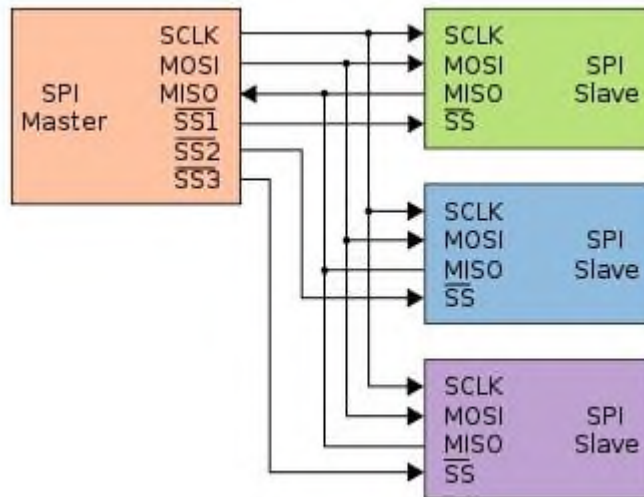 SCLK
MOSI
SPI MISO
Master SS1
SS2
SS3
SCLK
MOSI SPI
MISO Slave
SS
SCLK
MOSI SPI
MISO Slave
SS
SCLK
MOSI SPI
MISO Slave
SS